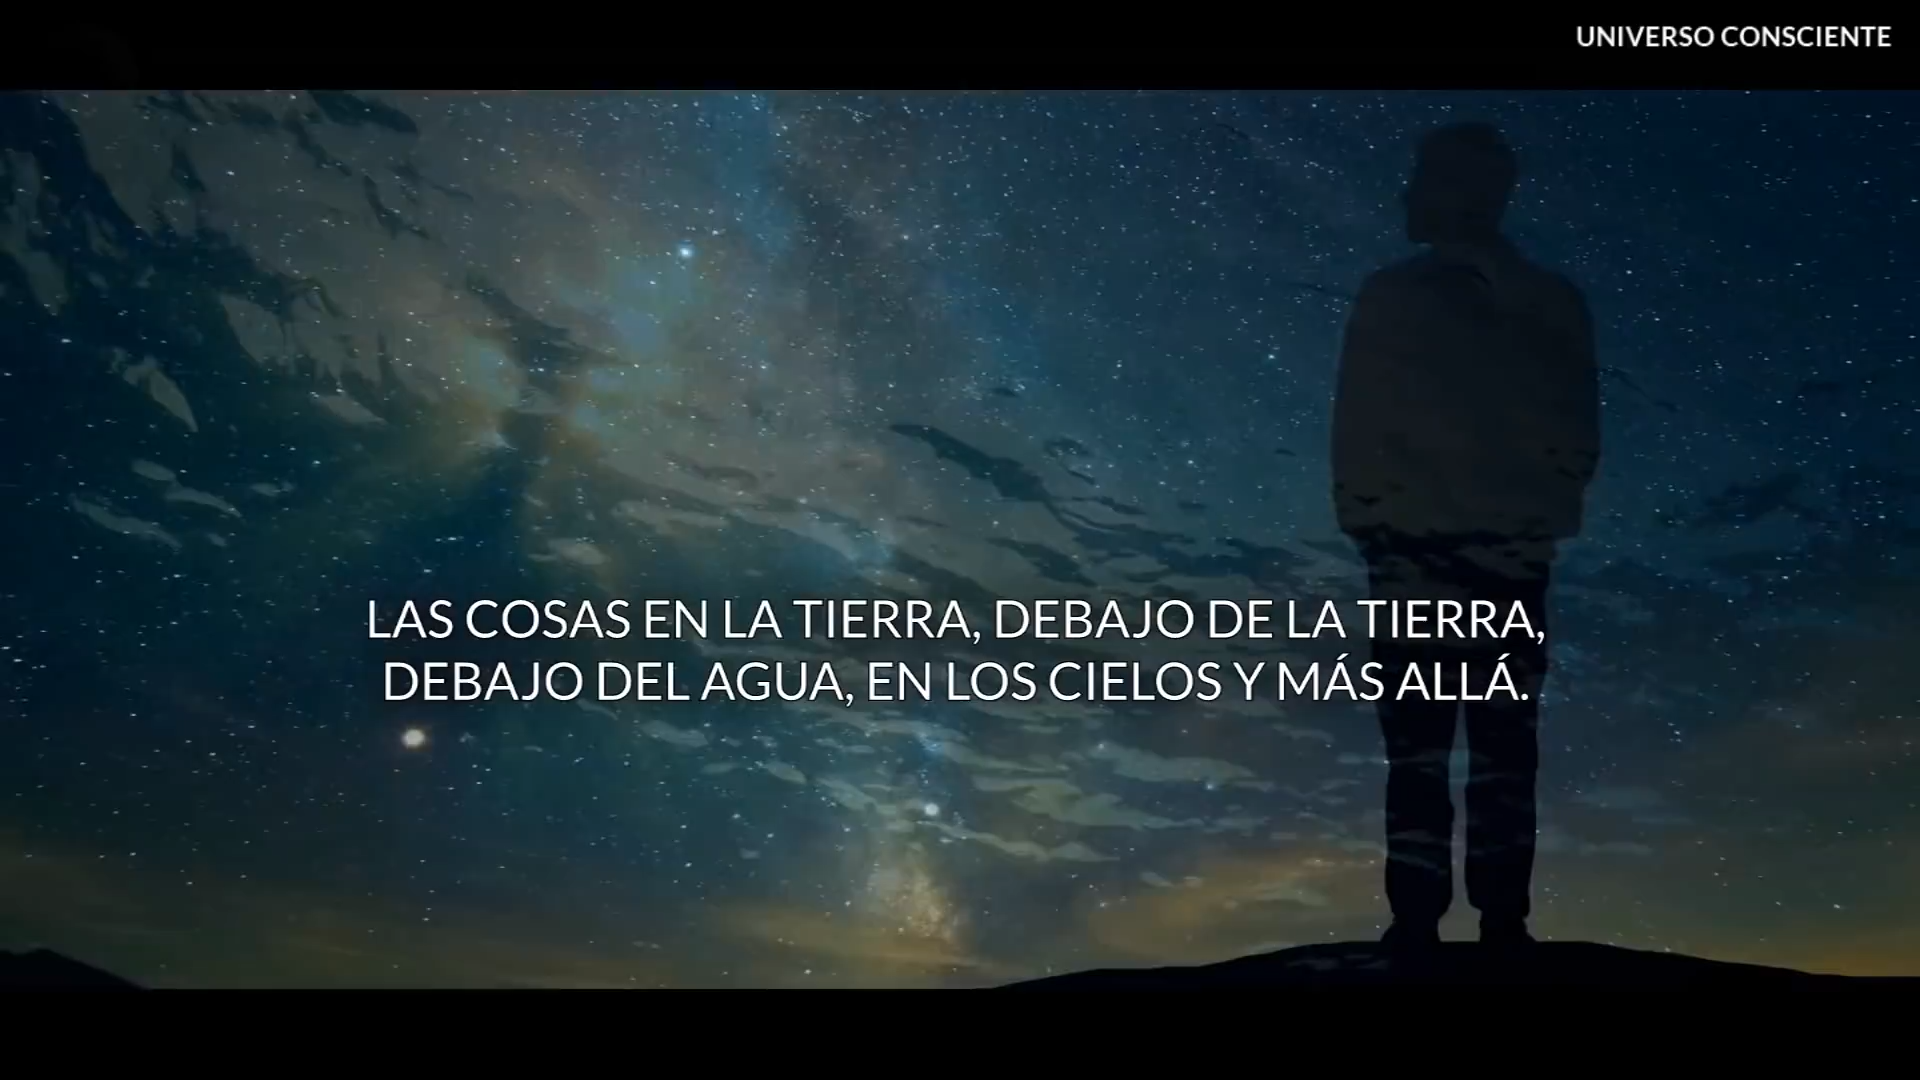 UNIVERSO CONSCIENTE
LAS COSAS EN LA TIERRA, DEBAJO DE LA TIERRA,
DEBAJO DEL AGUA, EN LOS CIELOS Y MÁS ALLÁ.